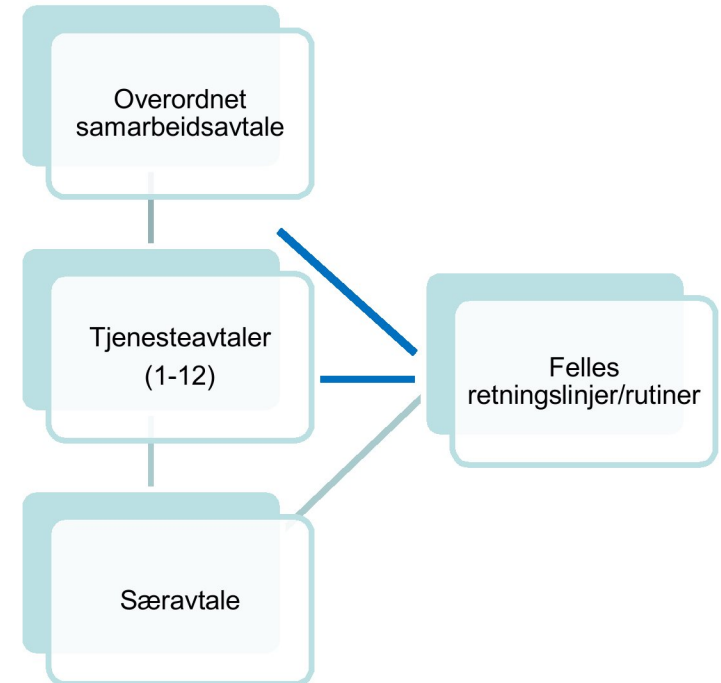 Overordnet
samarbeidsavtale
Tjenesteavtaler
(1-12)
Felles
retningslinjer/rutiner
Særavtale